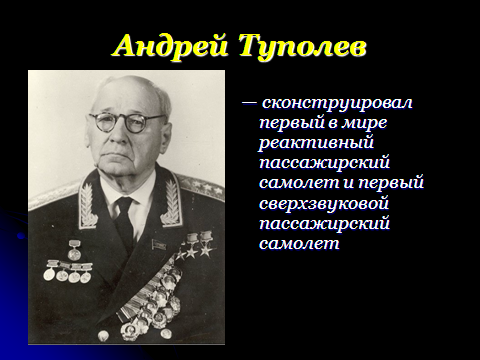 Андрей Туполев
— сконструировал
первый в мире
реактивный
пассажирский
самолет и первый
сверхзвуковой
пассажирский
самолет